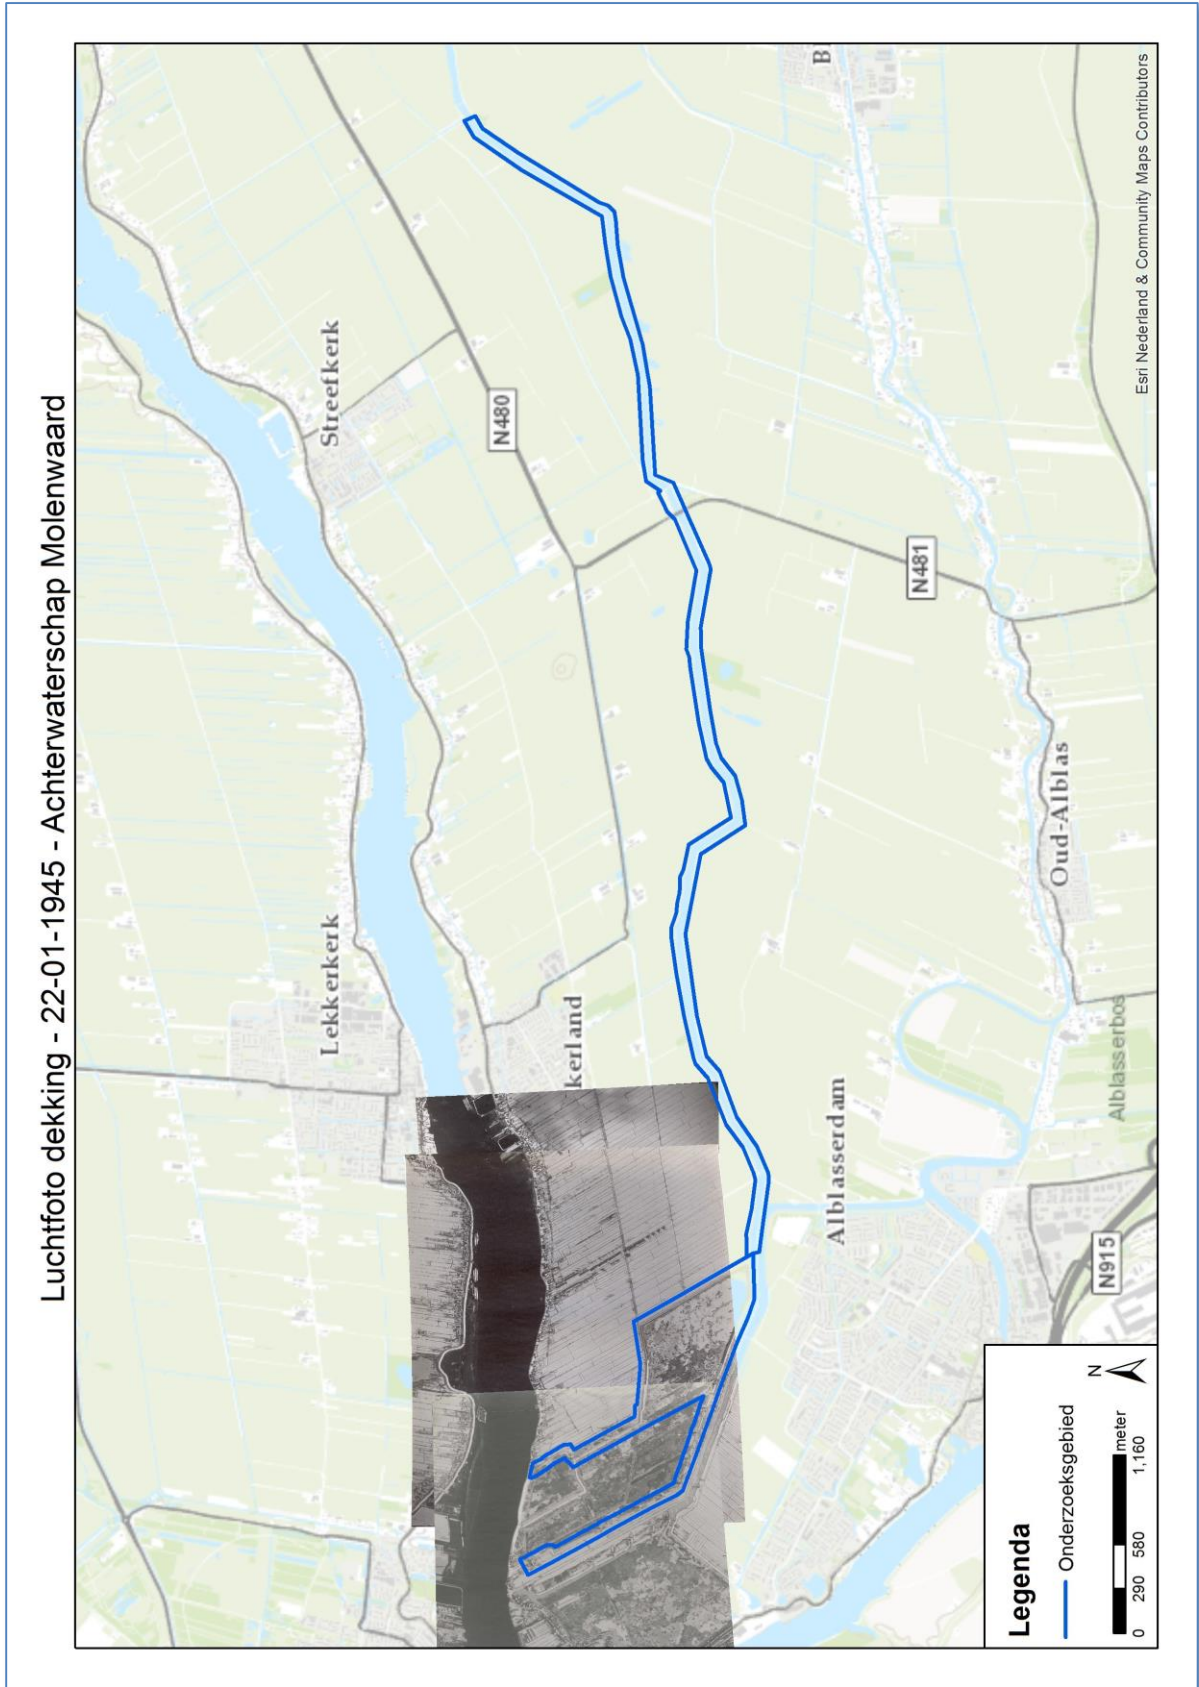 Luchtfoto dekking - 22-01-1945 - Achterwaterschap Molenwaard
Streefkerk
Lekkerkerk
N480
kerland
B
N481
Oud-Alblas
Alblasserdam
Alblasserbos
N915
Legenda
Onderzoeksgebied
N
0 290 580 1,160
meter
Esri Nederland & Community Maps Contributors